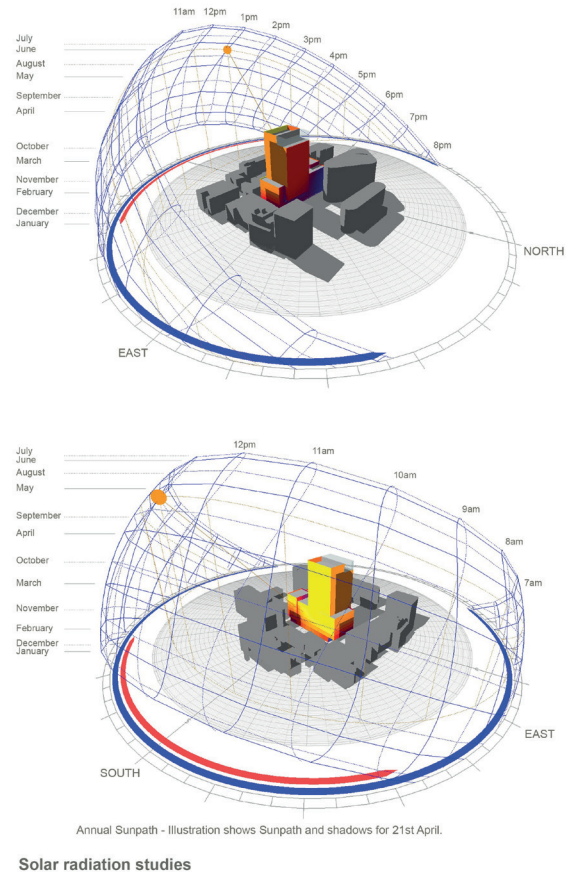 11am 12pm 1pm
2pm
3pm
4pm
5pm
6pm
7pm
8pm
July
June
August
May
September
April
October
March
November
February
December
January
NORTH
EAST
12pm
11am
10am
9am
8am
7am
July
June
August
May
September
April
October
March
November
February
December
January
EAST
SOUTH
Annual Sunpath - Illustration shows Sunpath and shadows for 21st April.
Solar radiation studies